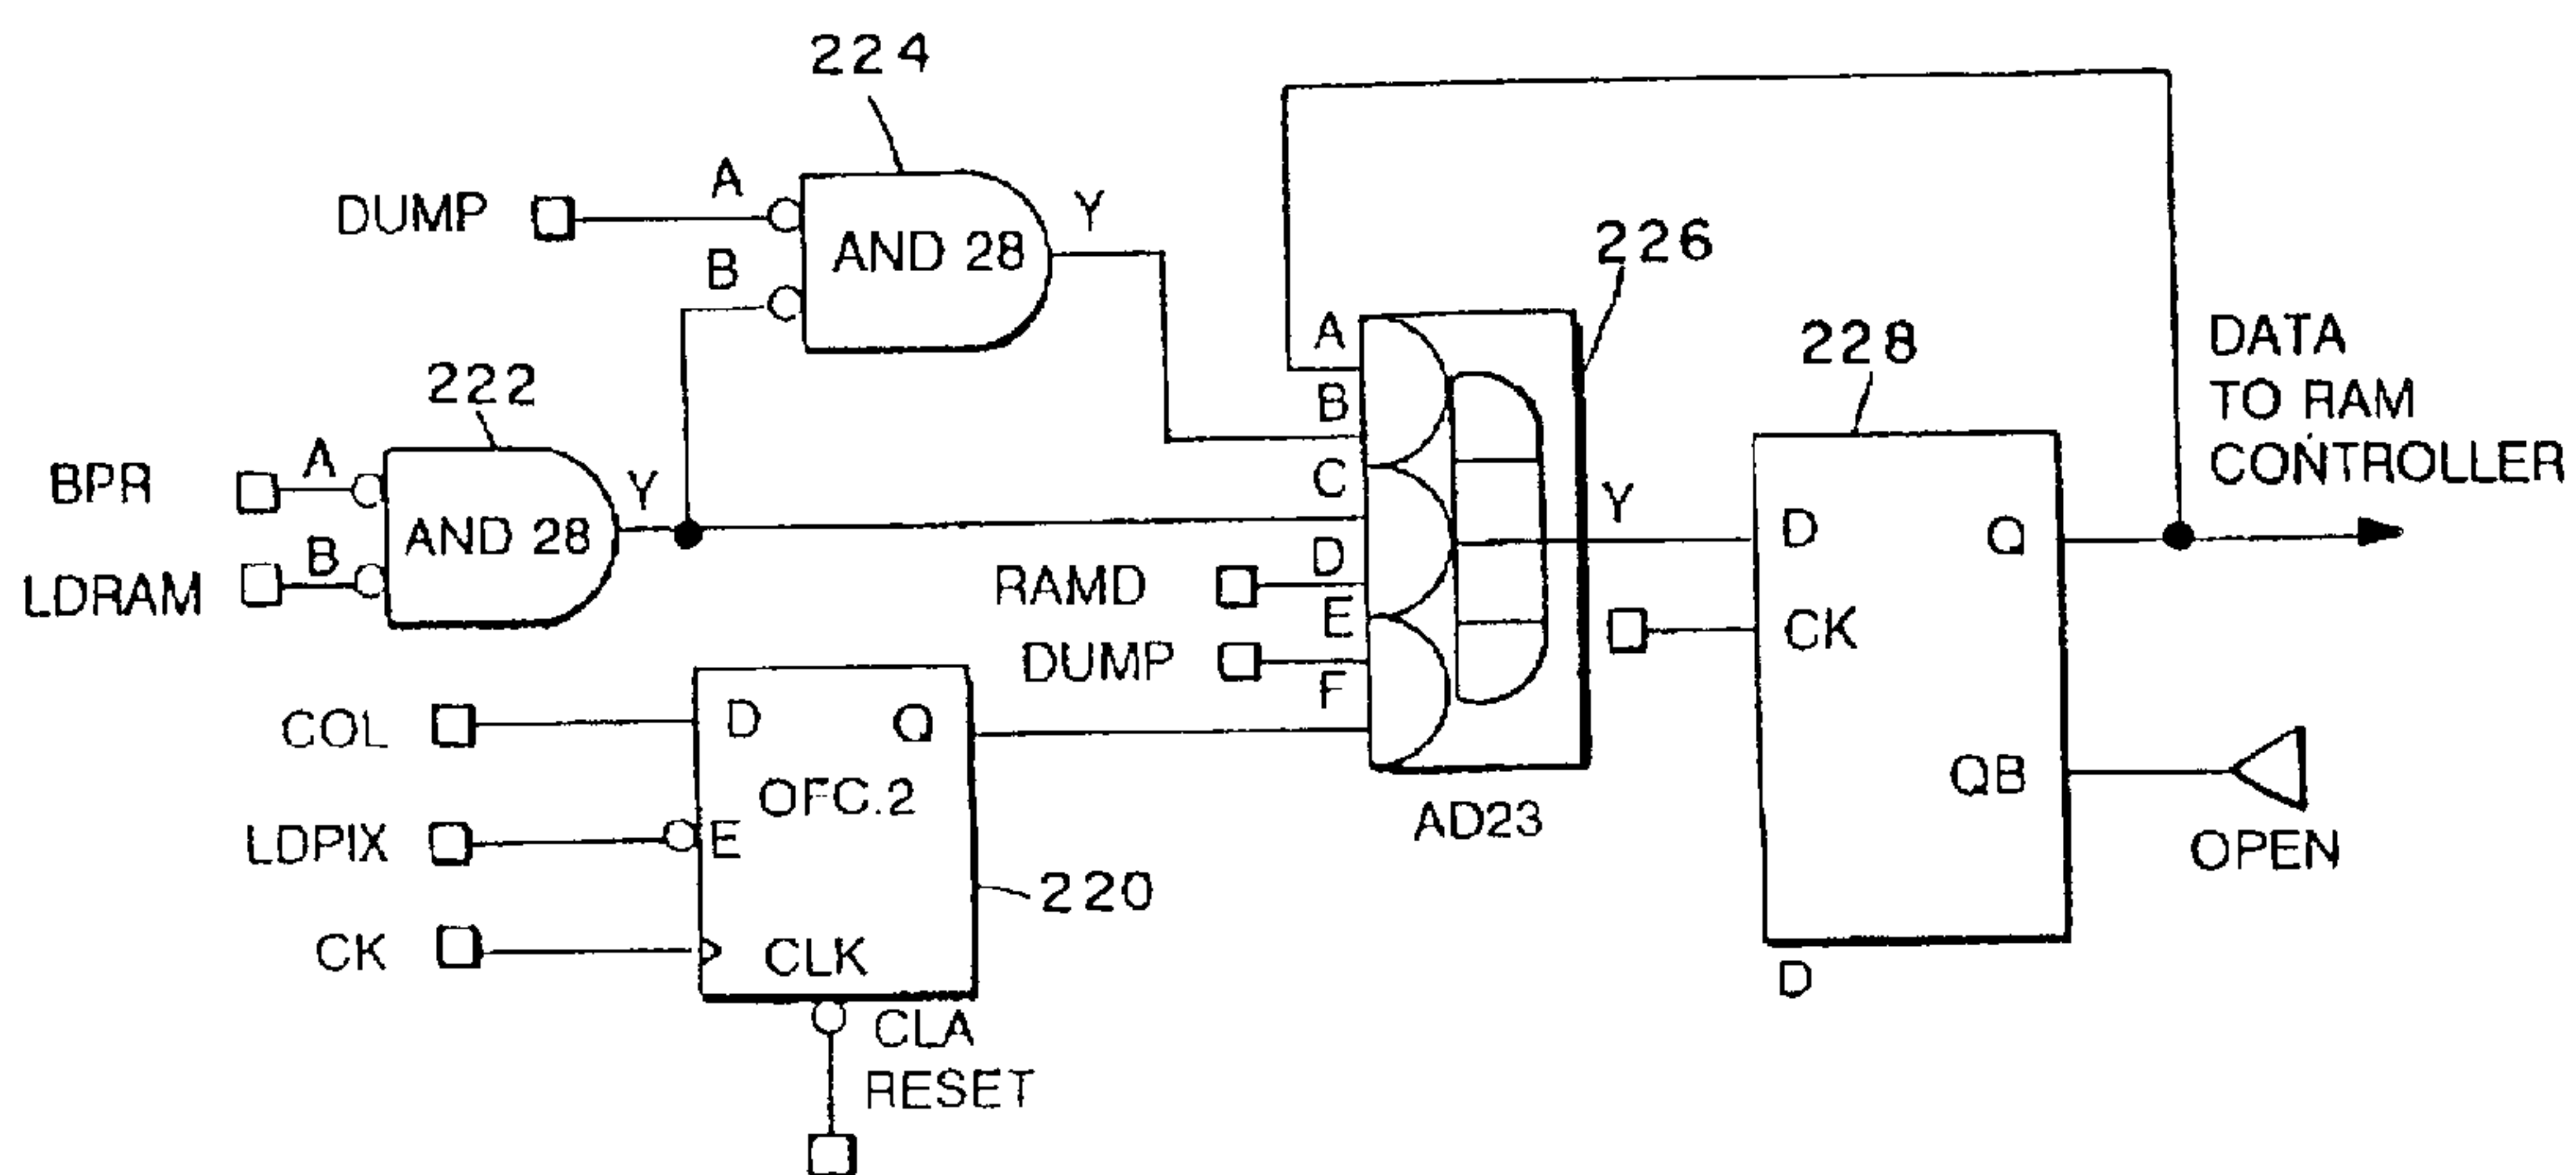 224
DUMP
A
B
AND 28
Y
222
BPR
A
LDRAM
B
AND 28
Y
226
A
B
C
D
E
F
RAMD
DUMP
Y
AD23
228
D
Q
CK
QB
D
DATA
TO RAM
CONTROLLER
OPEN
COL
LDPIX
CK
D
Q
OFC.2
E
CLK
220
CLA
RESET